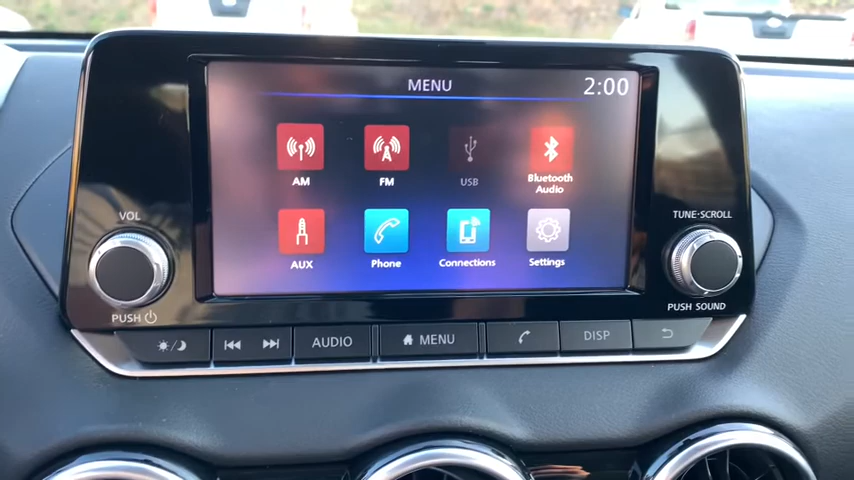 MENU 2:00
AM FM USB Bluetooth Audio
AUX Phone Connections Settings
VOL
PUSH
TUNE·SCROLL
PUSH SOUND
AUDIO MENU DISP